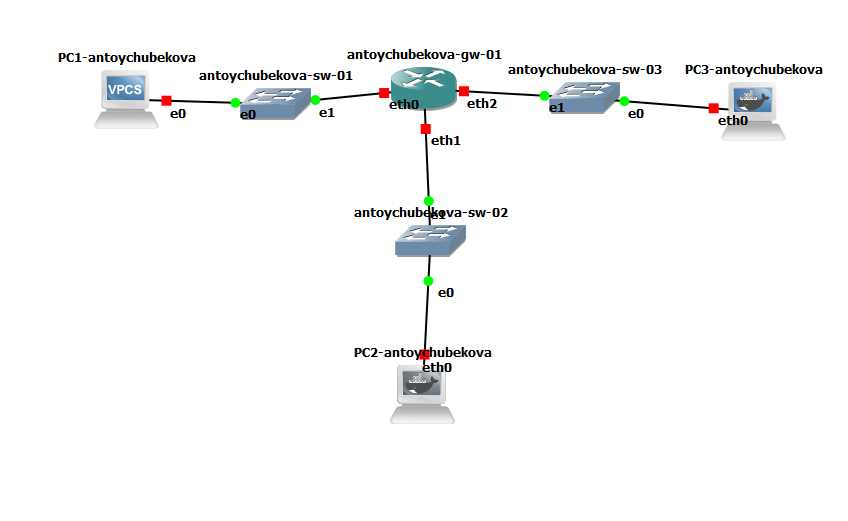 PC1-antoychubekova
VPCS
e0
antoychubekova-sw-01
e0
e1
antoychubekova-gw-01
eth0
eth2
eth1
antoychubekova-sw-03
e1
e0
PC3-antoychubekova
eth0
antoychubekova-sw-02
e1
e0
PC2-antoychubekova
eth0